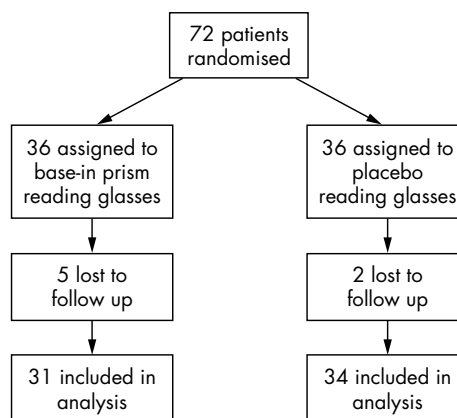 72 patients
randomised
36 assigned to
base-in prism
reading glasses
36 assigned to
placebo
reading glasses
5 lost to
follow up
2 lost to
follow up
31 included in
analysis
34 included in
analysis